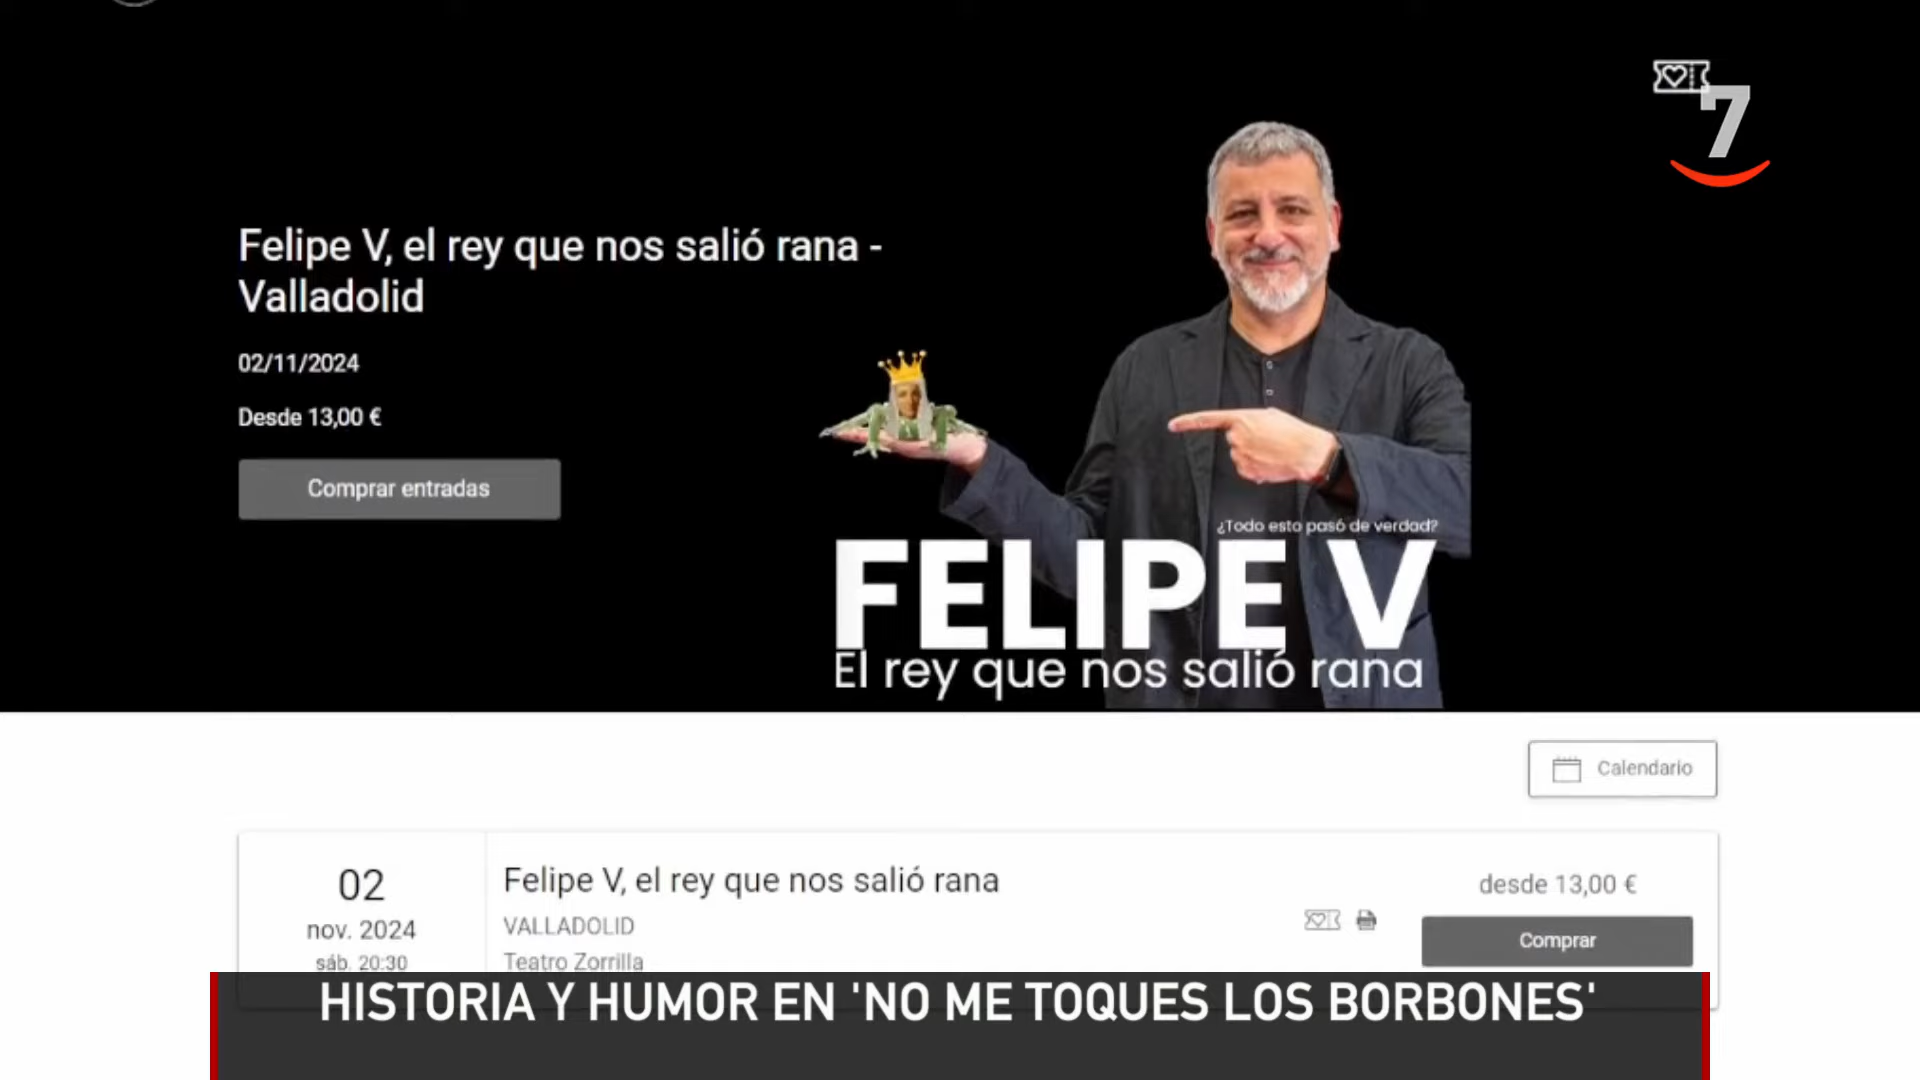 7
Felipe V, el rey que nos salió rana -
Valladolid
02/11/2024
Desde 13,00 €
Comprar entradas
¿Todo esto pasó de verdad?
FELIPE V
El rey que nos salió rana
Calendario
02
nov. 2024
sáb. 20:30
Felipe V, el rey que nos salió rana
VALLADOLID
Teatro Zorrilla
desde 13,00 €
Comprar
HISTORIA Y HUMOR EN 'NO ME TOQUES LOS BORBONES'